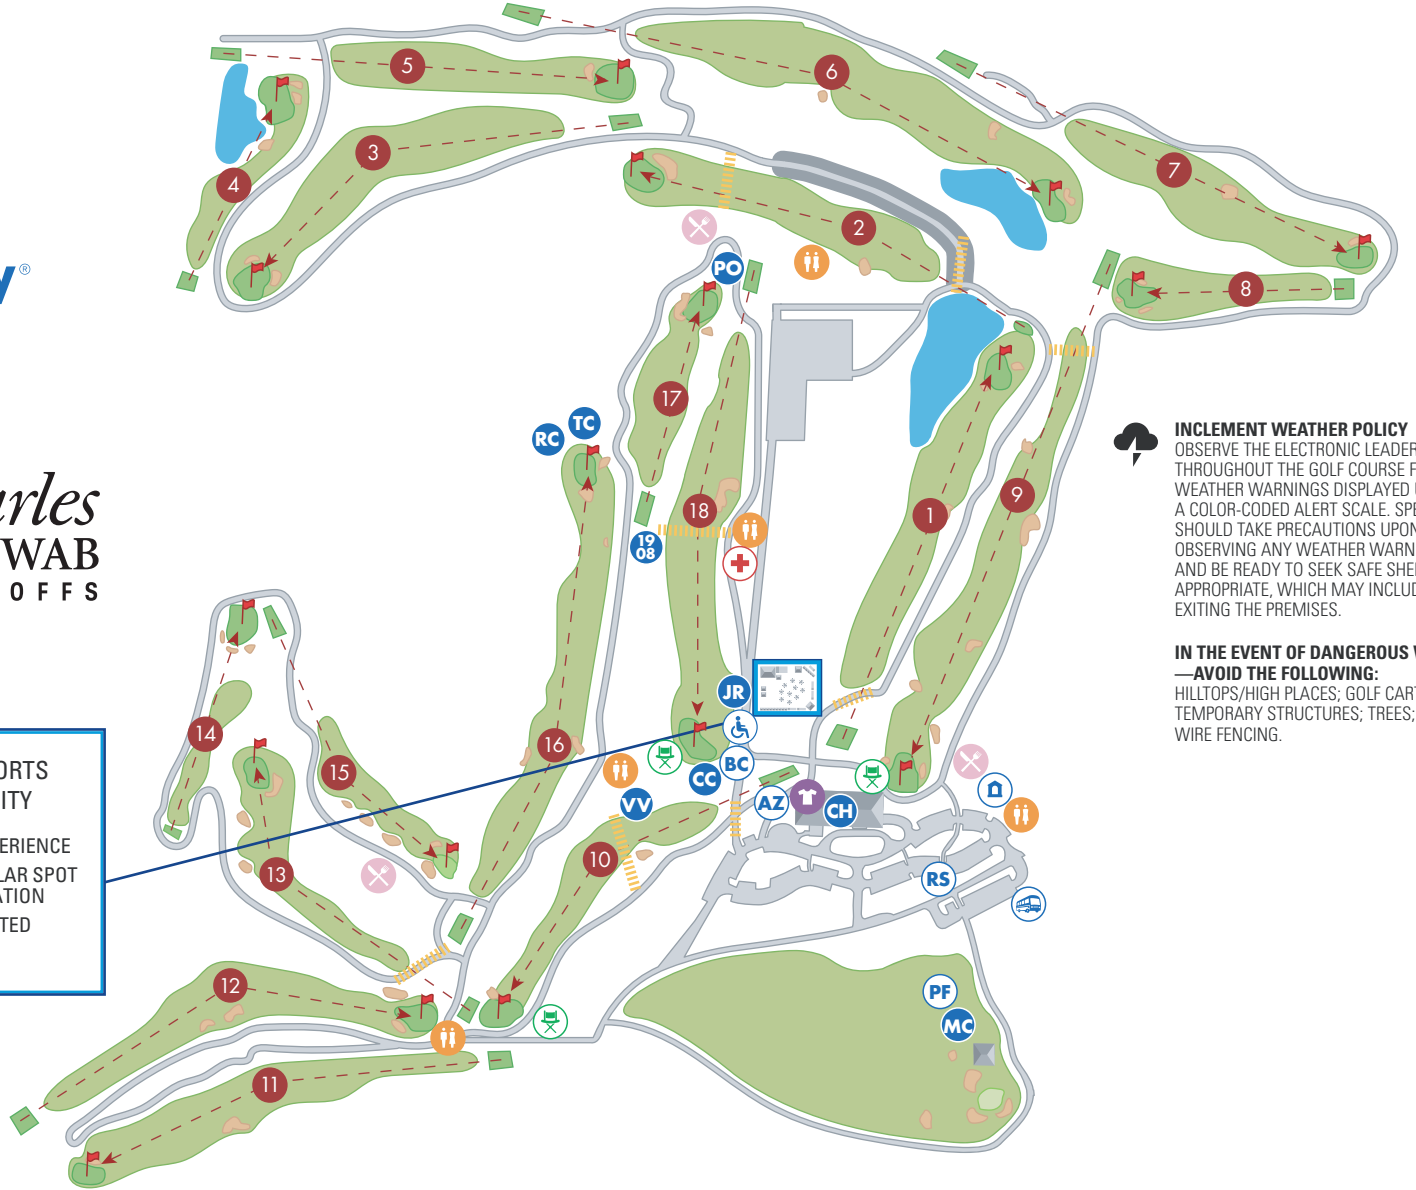 5
6
3
7
4
2
PO
8
®
17
TC
RC
INCLEMENT WEATHER POLICY
OBSERVE THE ELECTRONIC LEADER
THROUGHOUT THE GOLF COURSE F
WEATHER WARNINGS DISPLAYED
A COLOR-CODED ALERT SCALE. SPE
SHOULD TAKE PRECAUTIONS UPON
OBSERVING ANY WEATHER WARN
AND BE READY TO SEEK SAFE SHE
APPROPRIATE, WHICH MAY INCLUD
EXITING THE PREMISES.
9
18
1
19
08
arles
WAB
OFFS
IN THE EVENT OF DANGEROUS
—AVOID THE FOLLOWING:
HILLTOPS/HIGH PLACES; GOLF CART
TEMPORARY STRUCTURES; TREES;
WIRE FENCING.
JR
14
16
15
BC
CC
VV
AZ
CH
ORTS
ITY
ERIENCE
LAR SPOT
ATION
TED
10
13
RS
12
PF
MC
11